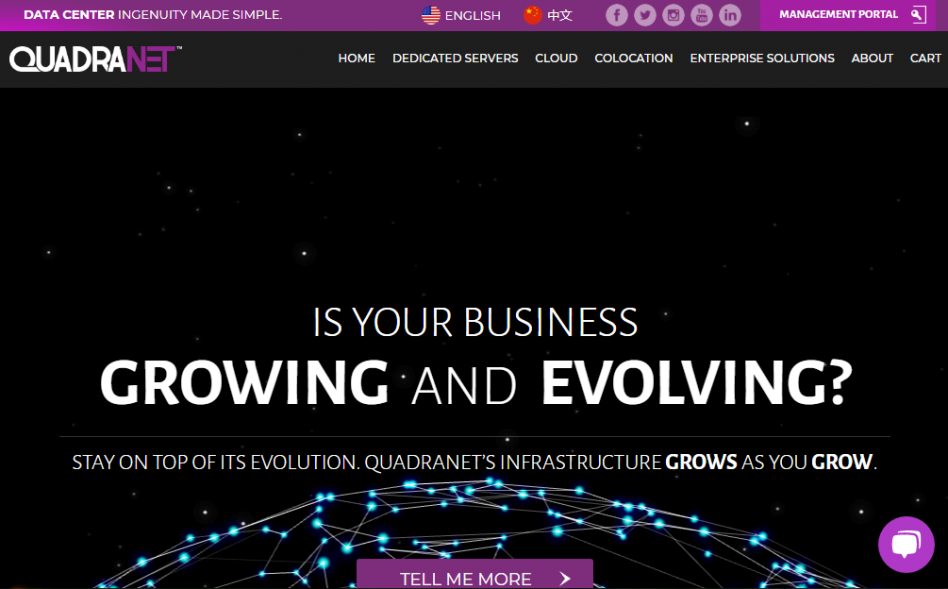 DATA CENTER INGENUITY MADE SIMPLE.
ENGLISH
中文
MANAGEMENT PORTAL
QUADRANET™
HOME DEDICATED SERVERS CLOUD COLOCATION ENTERPRISE SOLUTIONS ABOUT CART
IS YOUR BUSINESS
GROWING AND EVOLVING?
STAY ON TOP OF ITS EVOLUTION. QUADRANET'S INFRASTRUCTURE GROWS AS YOU GROW.
TELL ME MORE